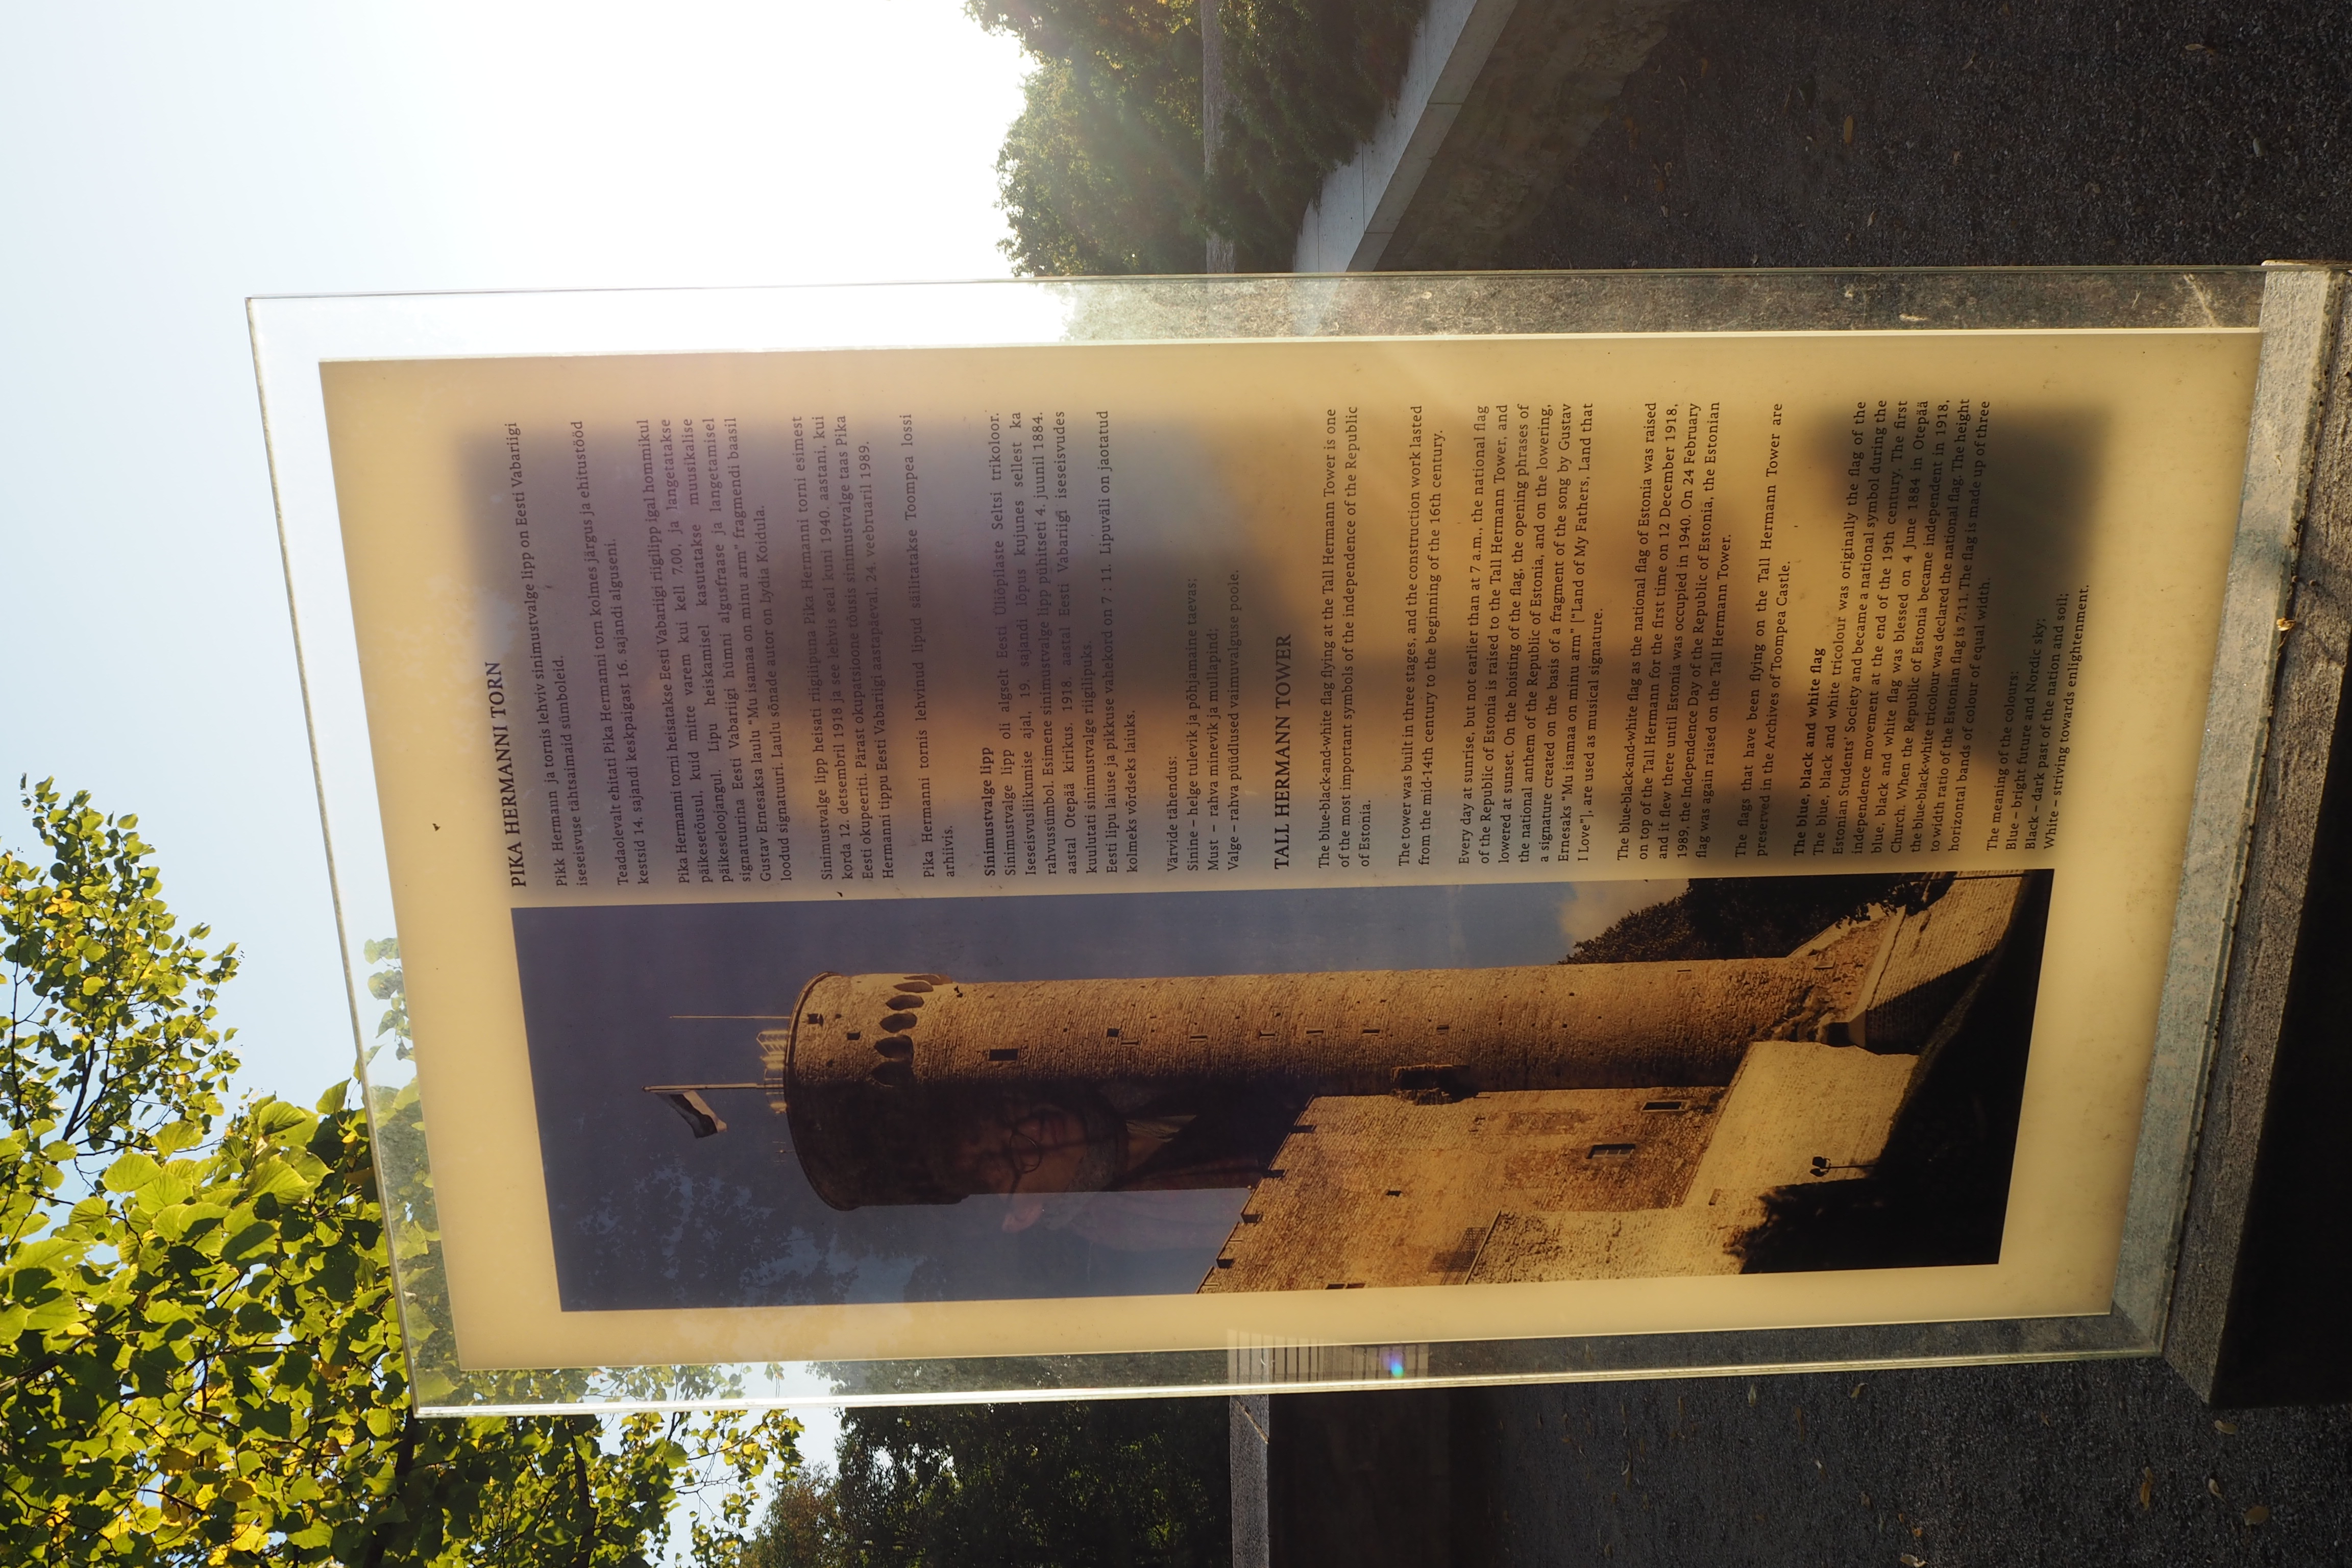 PIKA HERMANNI TORN
Pikk Hermann ja tornis lehviv sinimustvalge lipp on Eesti Vabariigi
iseseisvuse tähtsaimaid sümboleid.
Teadaolevalt ehitati Pika Hermanni torn kolmes järgus ja ehitustööd
kestsid 14. sajandi keskpaigast 16. sajandi alguseni.
Pika Hermanni torni heisatakse Eesti Vabariigi riigilipp igal hommikul
päikesetõusul, kuid mitte varem kui kell 7.00, ja langetatakse
päikeseloojangul. Lipu heiskamisel kasutatakse muusikalise
signatuurina Eesti Vabariigi hümni algusfraase ja langetamisel
Gustav Ernesaksa laulu “Mu isamaa on minu arm” fragmendi baasil
loodud signatuuri. Laulu sõnade autor on Lydia Koidula.
Sinimustvalge lipp heisati riigilipuna Pika Hermanni torni esimest
korda 12. detsembril 1918 ja see lehvis seal kuni 1940. aastani, kui
Eesti okupeeriti. Pärast okupatsioone tõusis sinimustvalge taas Pika
Hermanni tippu Eesti Vabariigi aastapäeval, 24. veebruaril 1989.
Pika Hermanni tornis lehvinud lipud säilitatakse Toompea lossi
arhiivis.
Sinimustvalge lipp
Sinimustvalge lipp oli algselt Eesti Üliõpilaste Seltsi trikoloor.
Iseseisvusliikumise ajal, 19. sajandi lõpus kujunes sellest ka
rahvussümbol. Esimene sinimustvalge lipp pühitseti 4. juunil 1884.
aastal Otepää kirikus. 1918. aastal Eesti Vabariigi iseseisvudes
kuulutati sinimustvalge riigilipuks.
Eesti lipu laiuse ja pikkuse vahekord on 7 : 11. Lipuväli on jaotatud
kolmeks võrdseks laiuks.
Värvide tähendus:
Sinine – helge tulevik ja põhjamaine taevas;
Must – rahva minevik ja mullapind;
Valge – rahva püüdlused vaimuvalguse poole.
TALL HERMANN TOWER
The blue-black-and-white flag flying at the Tall Hermann Tower is one
of the most important symbols of the independence of the Republic
of Estonia.
The tower was built in three stages, and the construction work lasted
from the mid-14th century to the beginning of the 16th century.
Every day at sunrise, but not earlier than at 7 a.m., the national flag
of the Republic of Estonia is raised to the Tall Hermann Tower, and
lowered at sunset. On the hoisting of the flag, the opening phrases of
the national anthem of the Republic of Estonia, and on the lowering,
a signature created on the basis of a fragment of the song by Gustav
Ernesaks “Mu isamaa on minu arm” [“Land of My Fathers, Land that
I Love”], are used as musical signature.
The blue-black-and-white flag as the national flag of Estonia was raised
on top of the Tall Hermann for the first time on 12 December 1918,
and it flew there until Estonia was occupied in 1940. On 24 February
1989, the Independence Day of the Republic of Estonia, the Estonian
flag was again raised on the Tall Hermann Tower.
The flags that have been flying on the Tall Hermann Tower are
preserved in the Archives of Toompea Castle.
The blue, black and white flag
The blue, black and white tricolour was originally the flag of the
Estonian Students’ Society and became a national symbol during the
independence movement at the end of the 19th century. The first
blue, black and white flag was blessed on 4 June 1884 in Otepää
Church. When the Republic of Estonia became independent in 1918,
the blue-black-white tricolour was declared the national flag. The height
to width ratio of the Estonian flag is 7:11. The flag is made up of three
horizontal bands of colour of equal width.
The meaning of the colours:
Blue – bright future and Nordic sky;
Black – dark past of the nation and soil;
White – striving towards enlightenment.